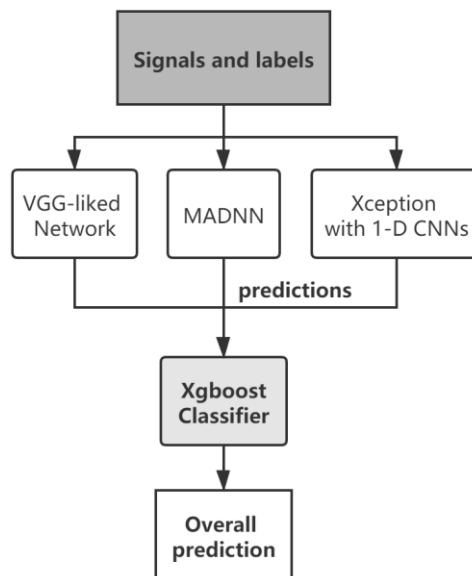 Signals and labels
VGG-liked
Network
MADNN
Xception
with 1-D CNNs
predictions
Xgboost
Classifier
Overall
prediction